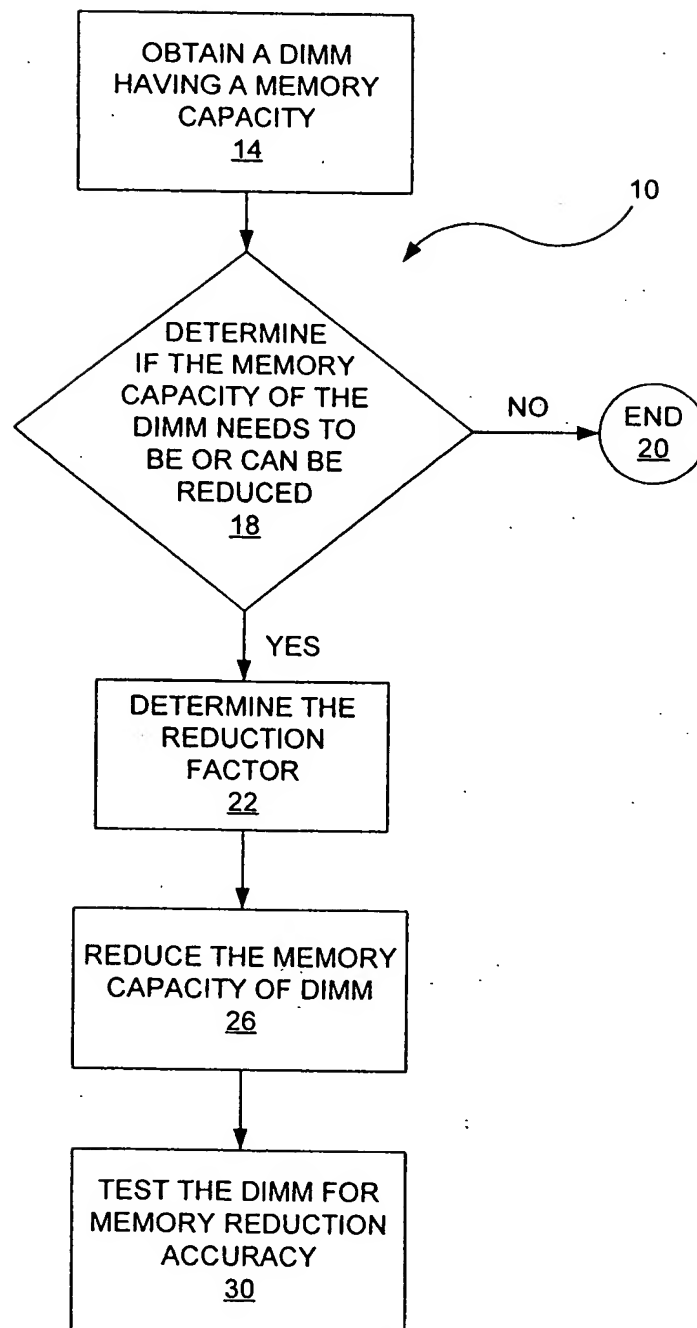 OBTAIN A DIMM
HAVING A MEMORY
CAPACITY
14
10
DETERMINE
IF THE MEMORY
CAPACITY OF THE
DIMM NEEDS TO
BE OR CAN BE
REDUCED
18
NO
END
20
YES
DETERMINE THE
REDUCTION
FACTOR
22
REDUCE THE MEMORY
CAPACITY OF DIMM
26
TEST THE DIMM FOR
MEMORY REDUCTION
ACCURACY
30